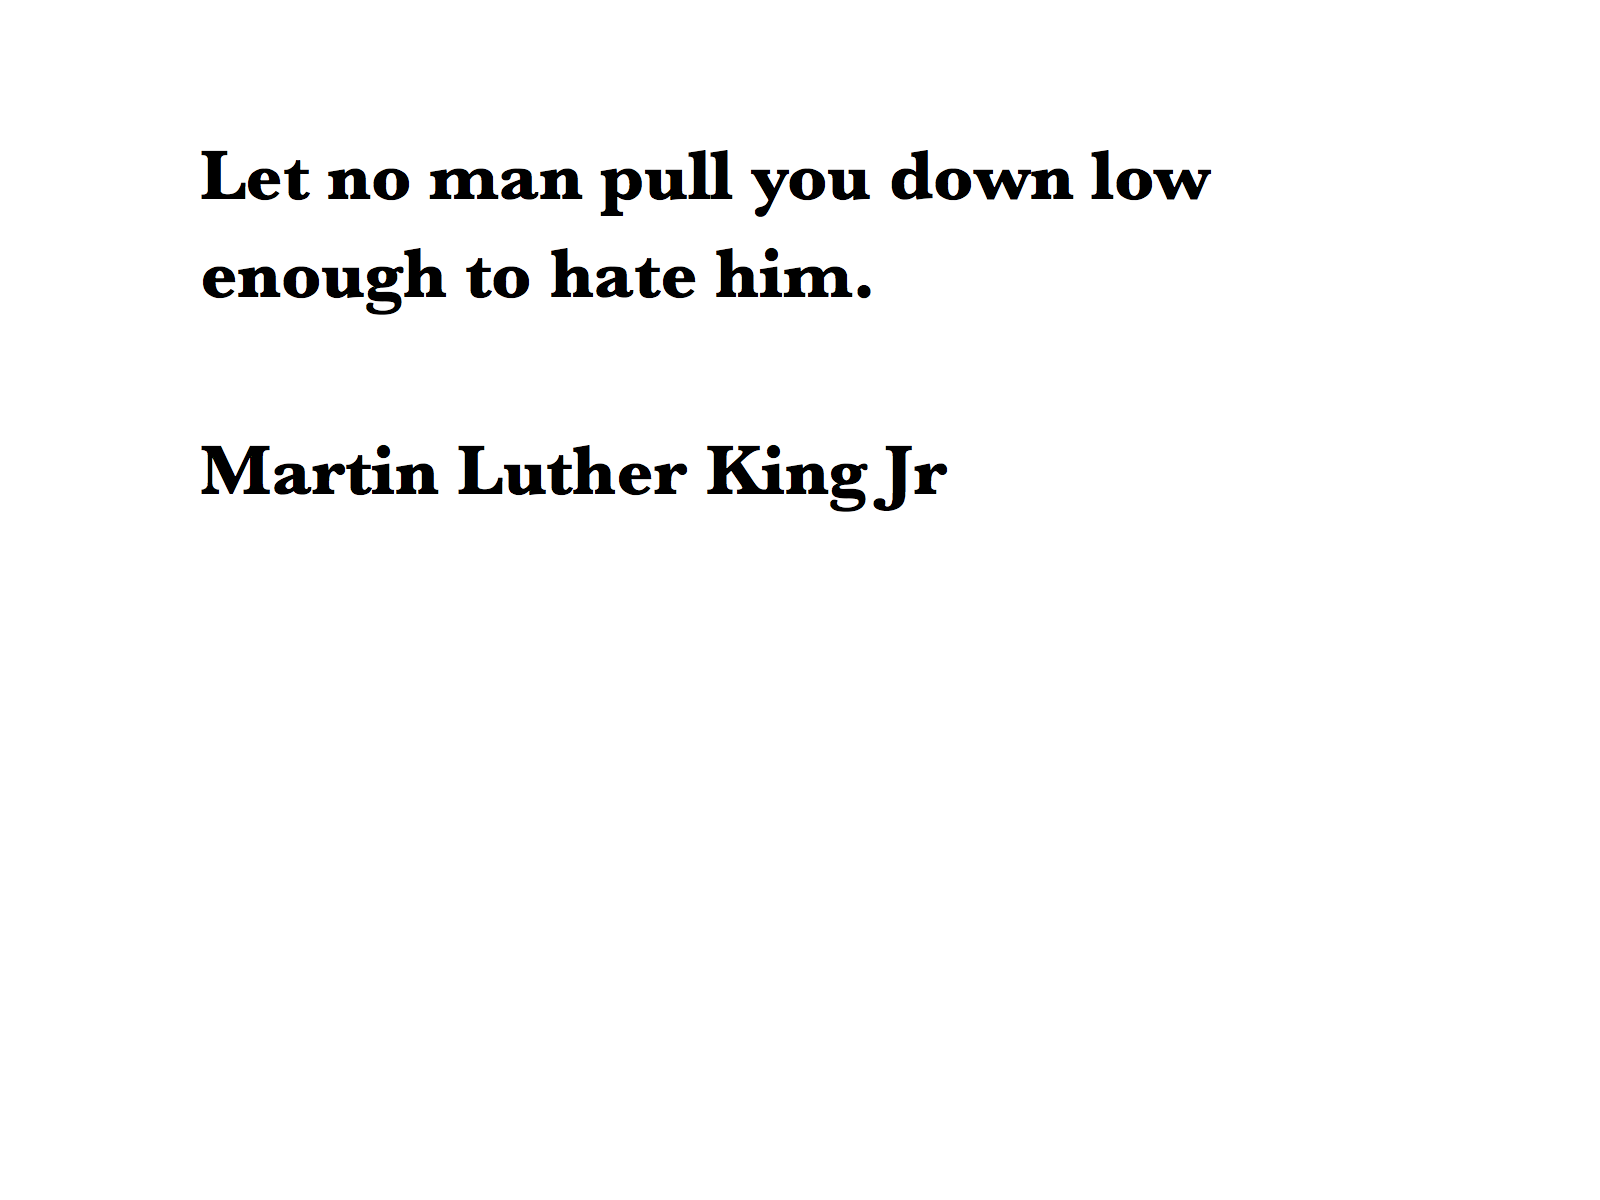 Let no man pull you down low
enough to hate him.
Martin Luther King Jr